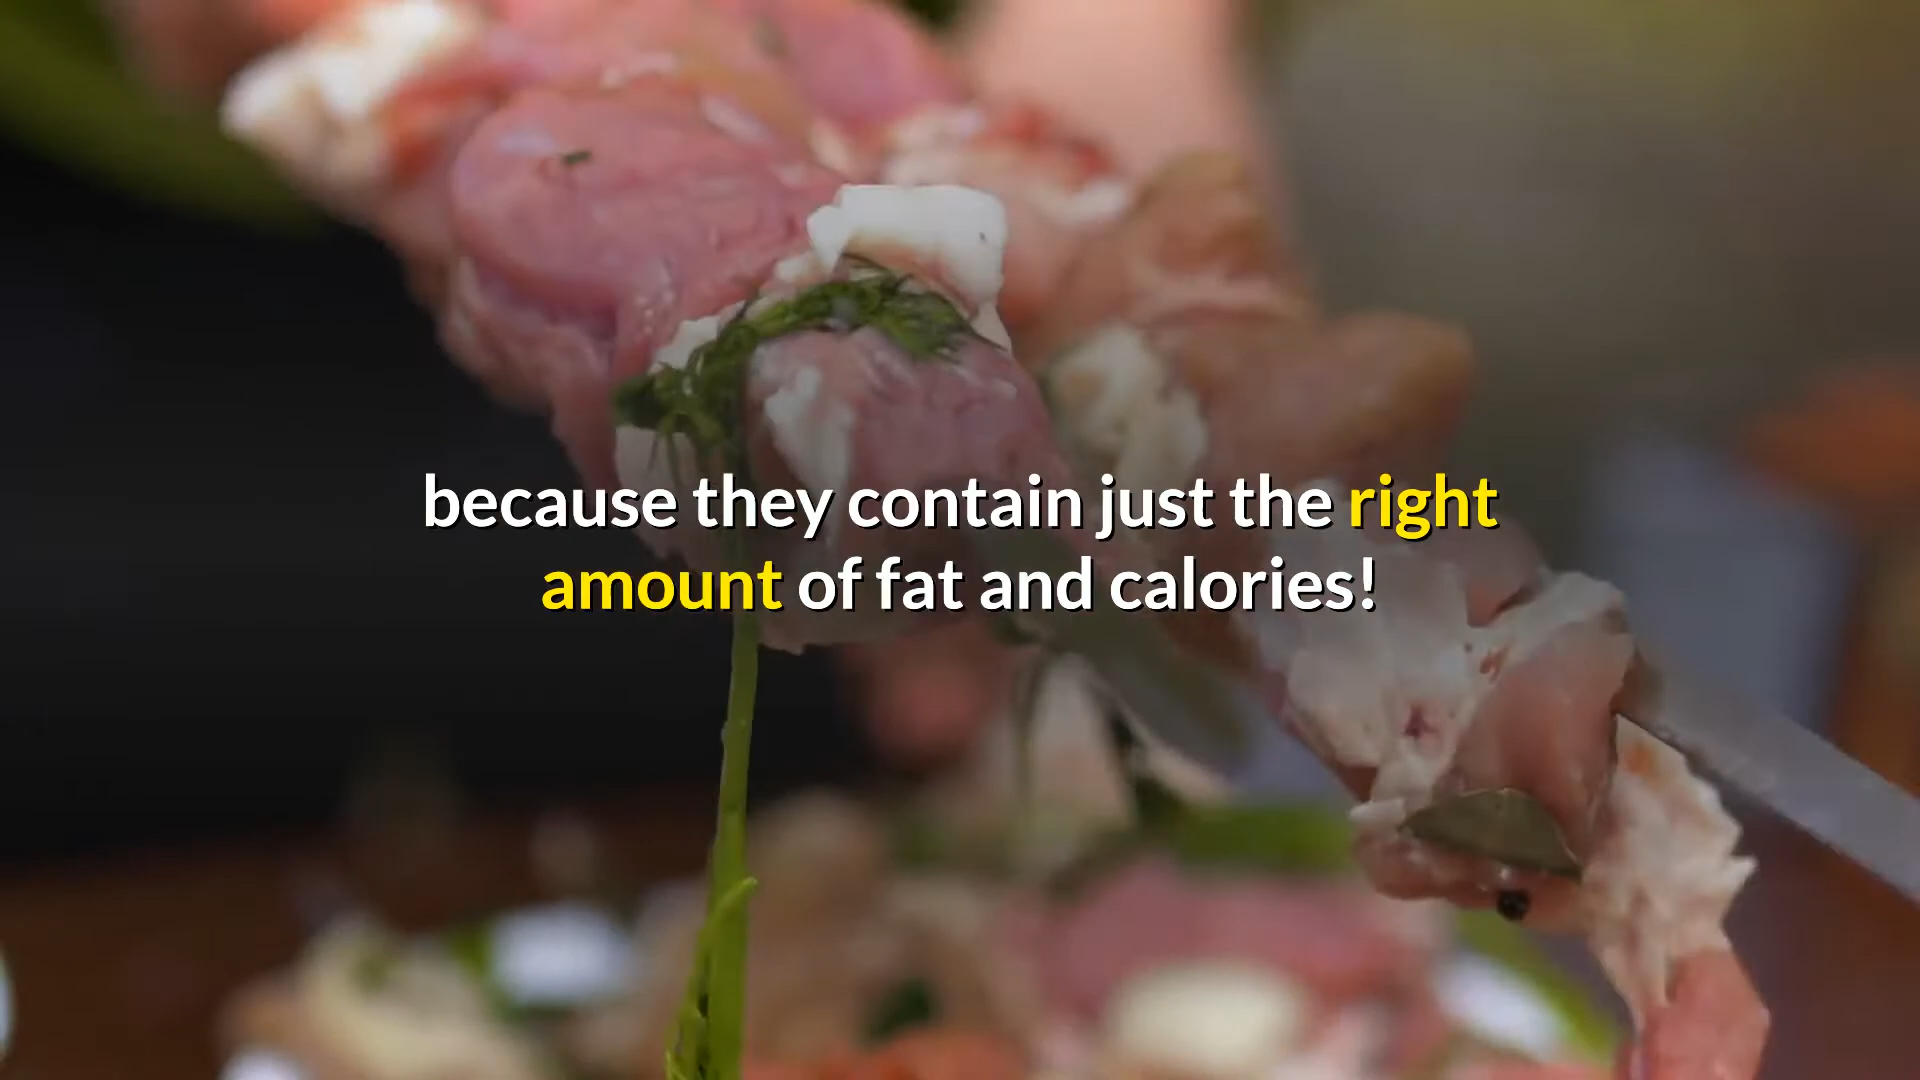 because they contain just the right
amount of fat and calories!